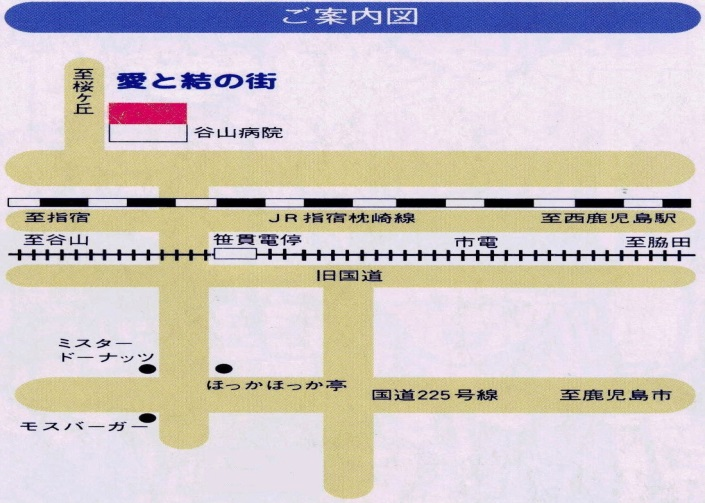 ご案内図
至桜ヶ丘
愛と結の街
谷山病院
至指宿
JR指宿枕崎線
至西鹿児島駅
至谷山
笹貫電停
市電
至脇田
旧国道
ミスター
ドーナッツ
ほっかほっか亭
国道225号線
至鹿児島市
モスバーガー